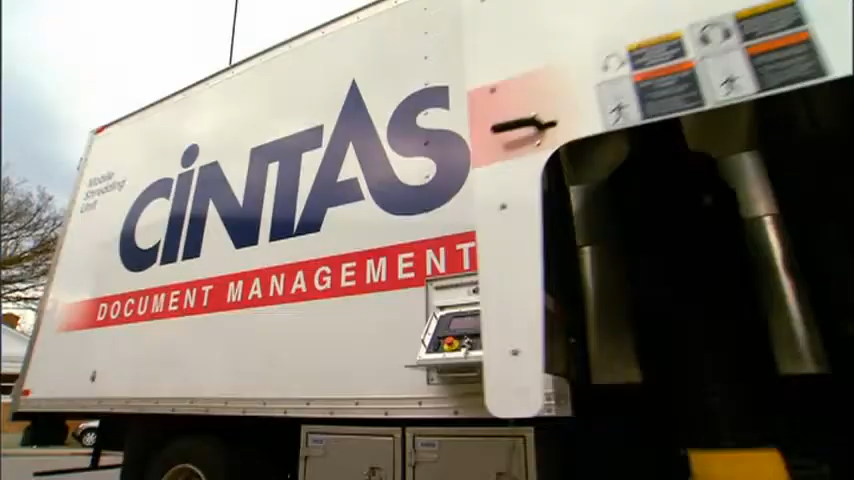 Mobile
Shredding
Unit
CINTAS
DOCUMENT MANAGEMENT